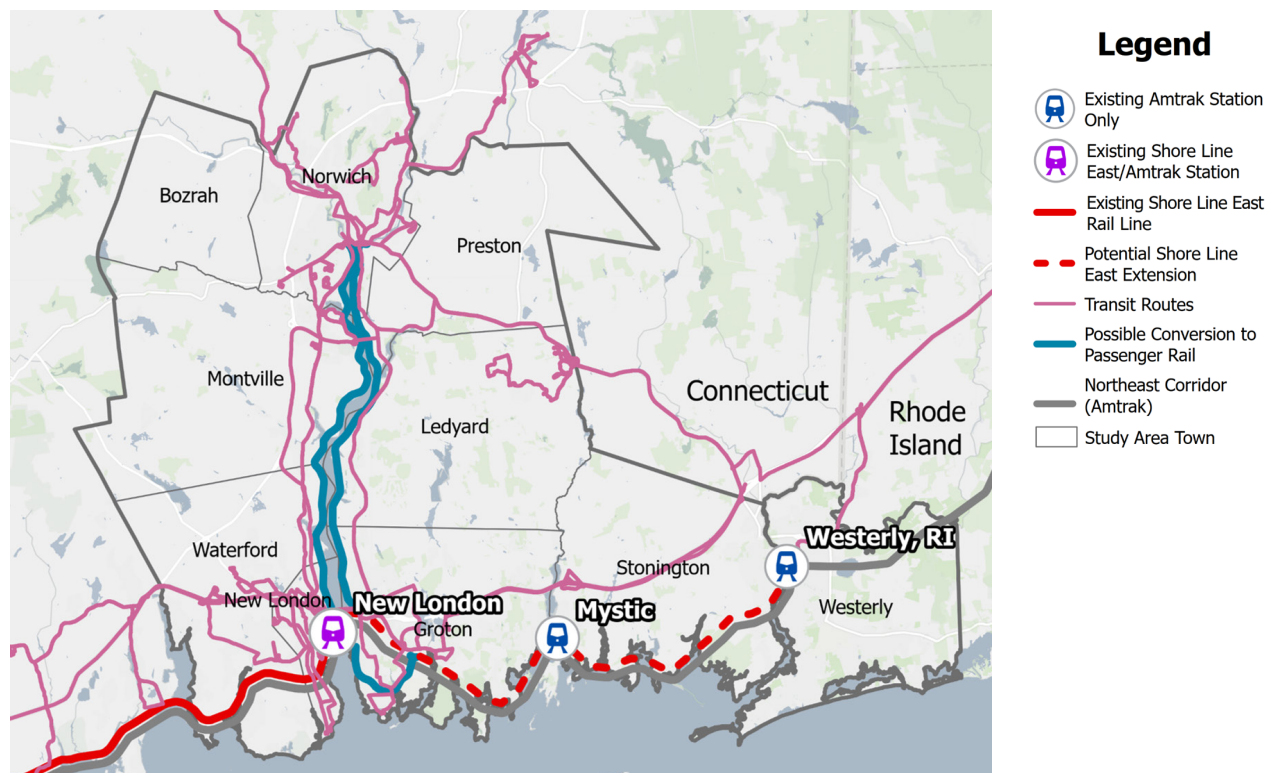 Legend
Existing Amtrak Station
Only
Existing Shore Line
East/Amtrak Station
Existing Shore Line East
Rail Line
Potential Shore Line
East Extension
Transit Routes
Possible Conversion to
Passenger Rail
Northeast Corridor
(Amtrak)
Study Area Town
Norwich
Bozrah
Preston
Montville
Connecticut
Rhode
Island
Ledyard
Westerly, RI
Waterford
Stonington
New London
New London
Mystic
Westerly
Groton